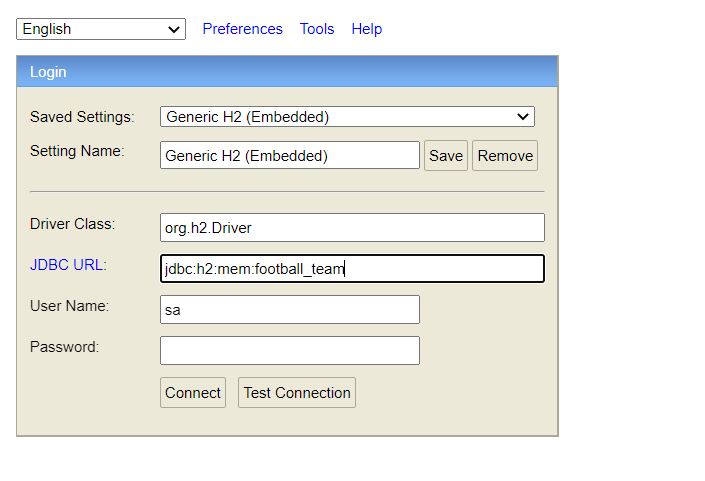 English Preferences Tools Help
Login
Saved Settings: Generic H2 (Embedded)
Setting Name: Generic H2 (Embedded) Save Remove
Driver Class: org.h2.Driver
JDBC URL: jdbc:h2:mem:football_team
User Name: sa
Password:
Connect Test Connection